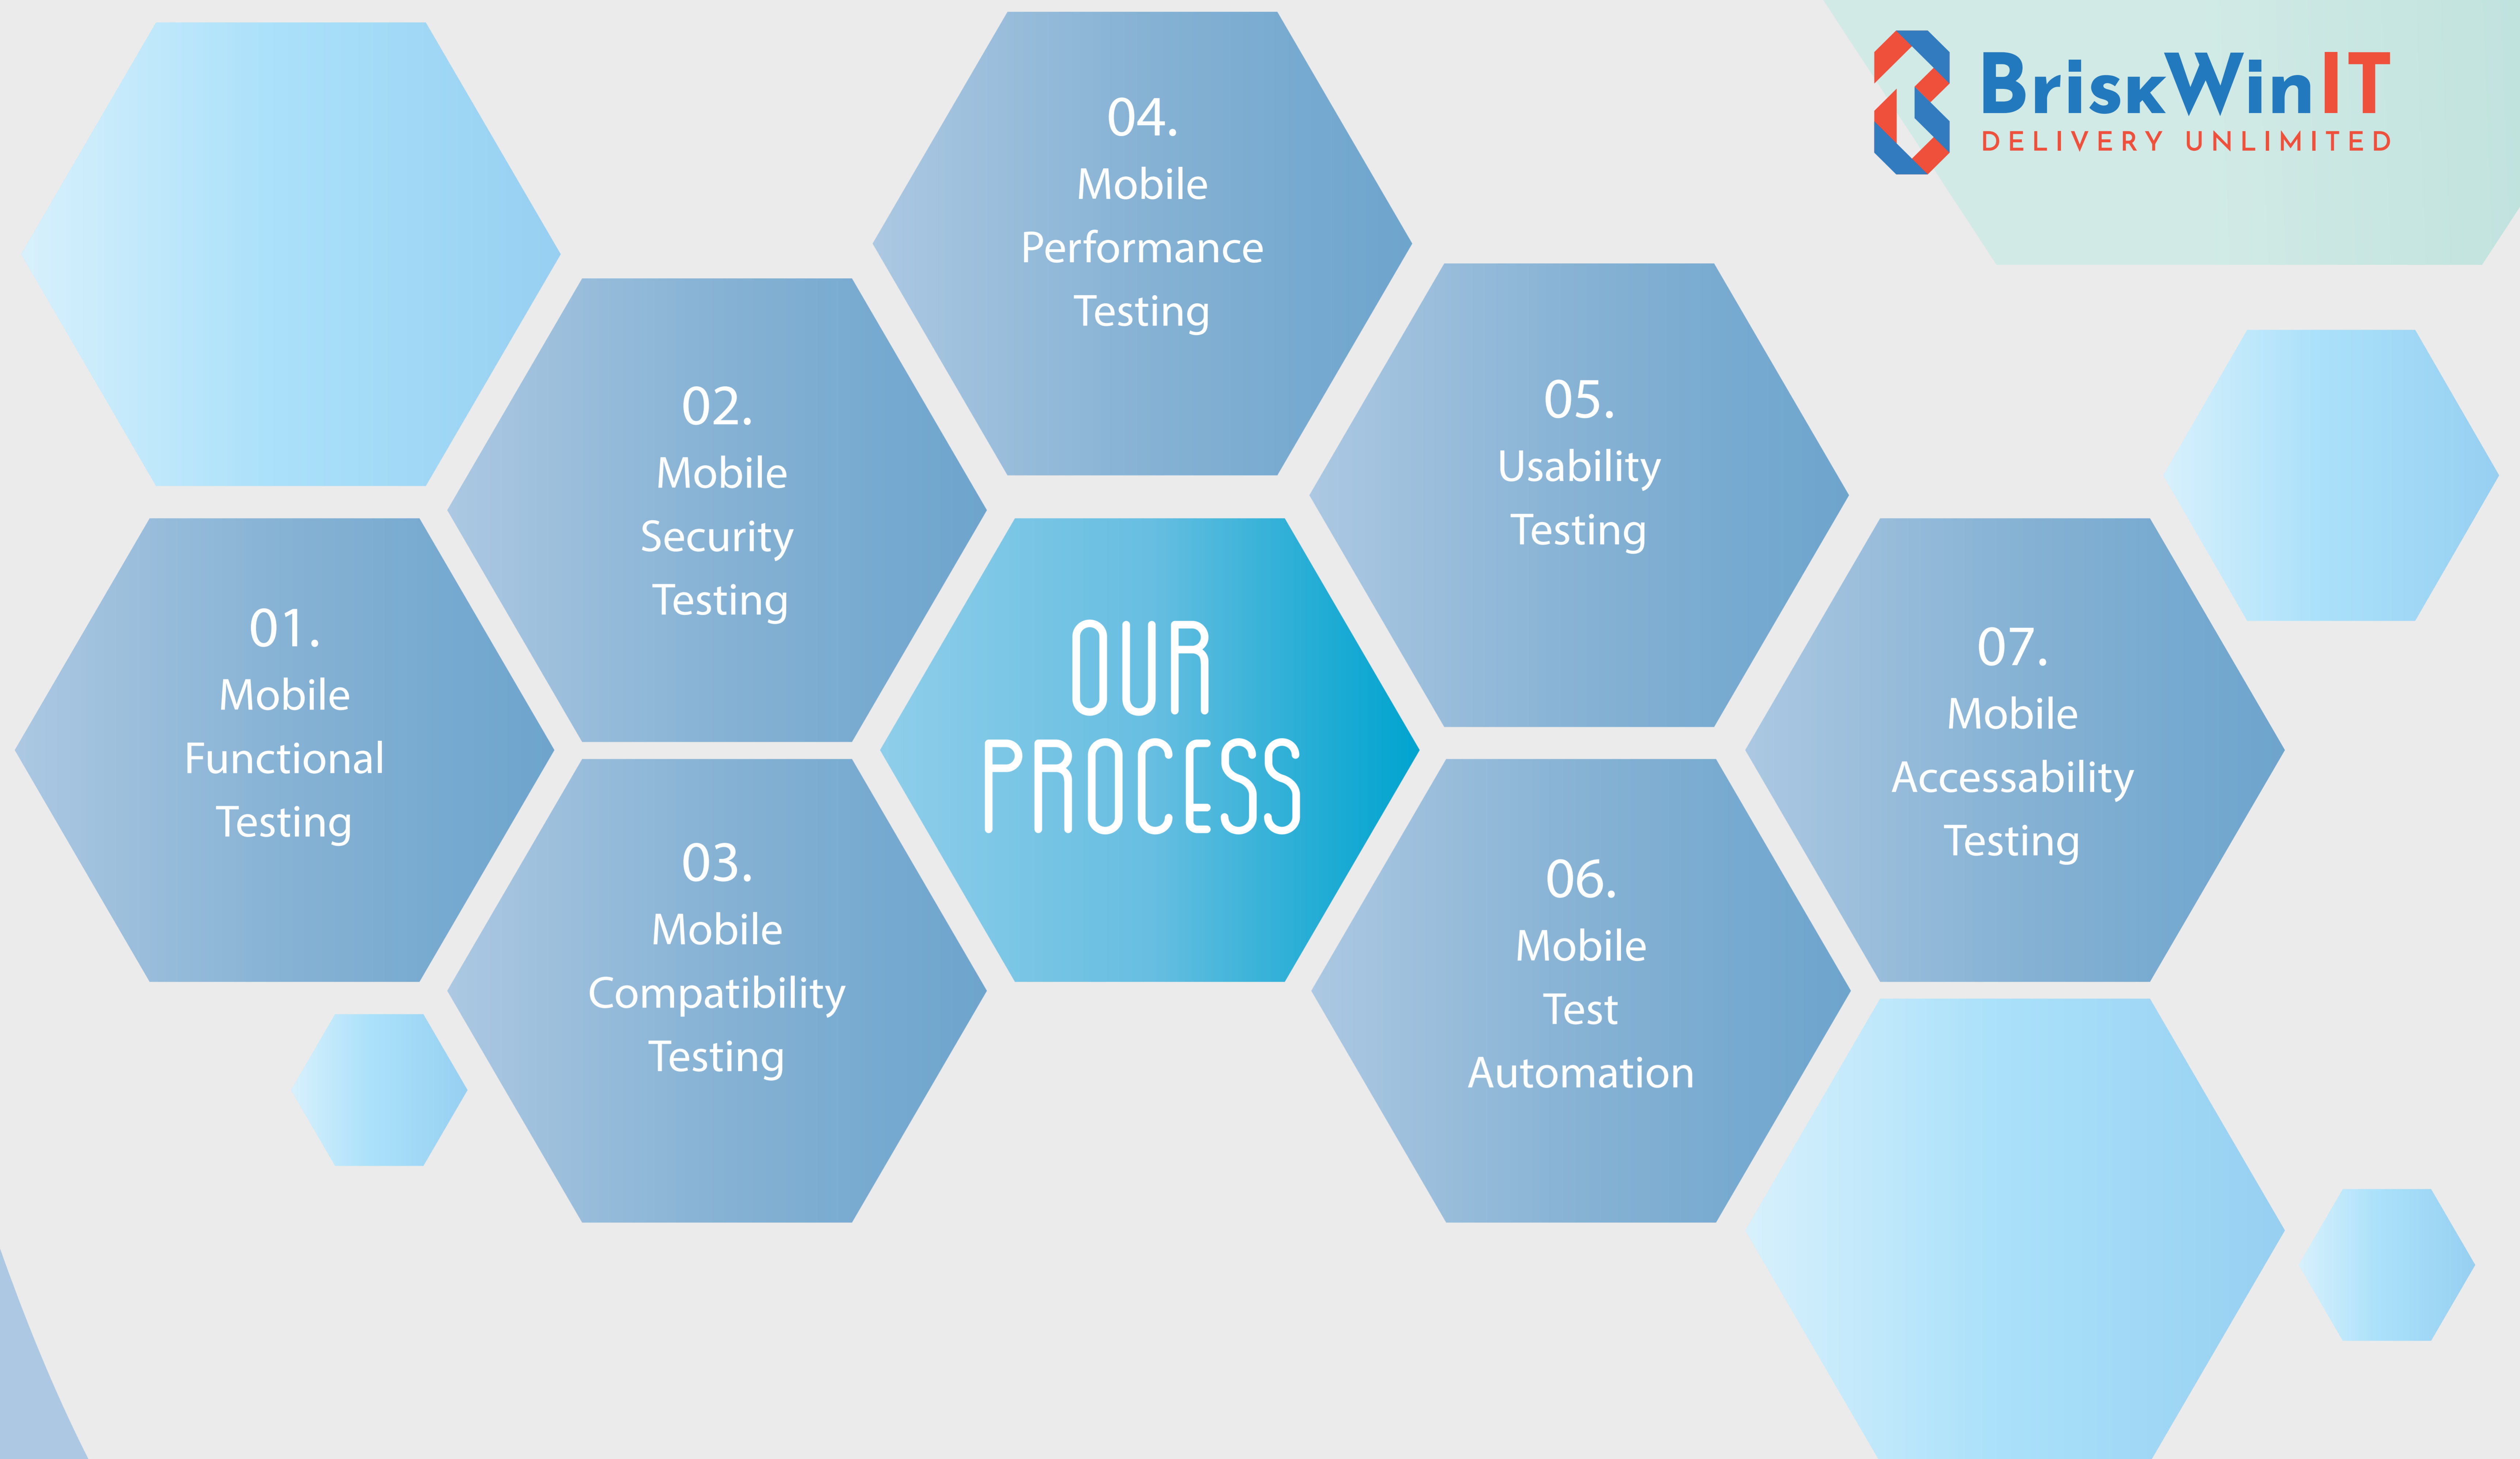 BriskWinIT
DELIVERY UNLIMITED
01.
Mobile
Functional
Testing
02.
Mobile
Security
Testing
03.
Mobile
Compatibility
Testing
04.
Mobile
Performance
Testing
OUR
PROCESS
05.
Usability
Testing
06.
Mobile
Test
Automation
07.
Mobile
Accessability
Testing